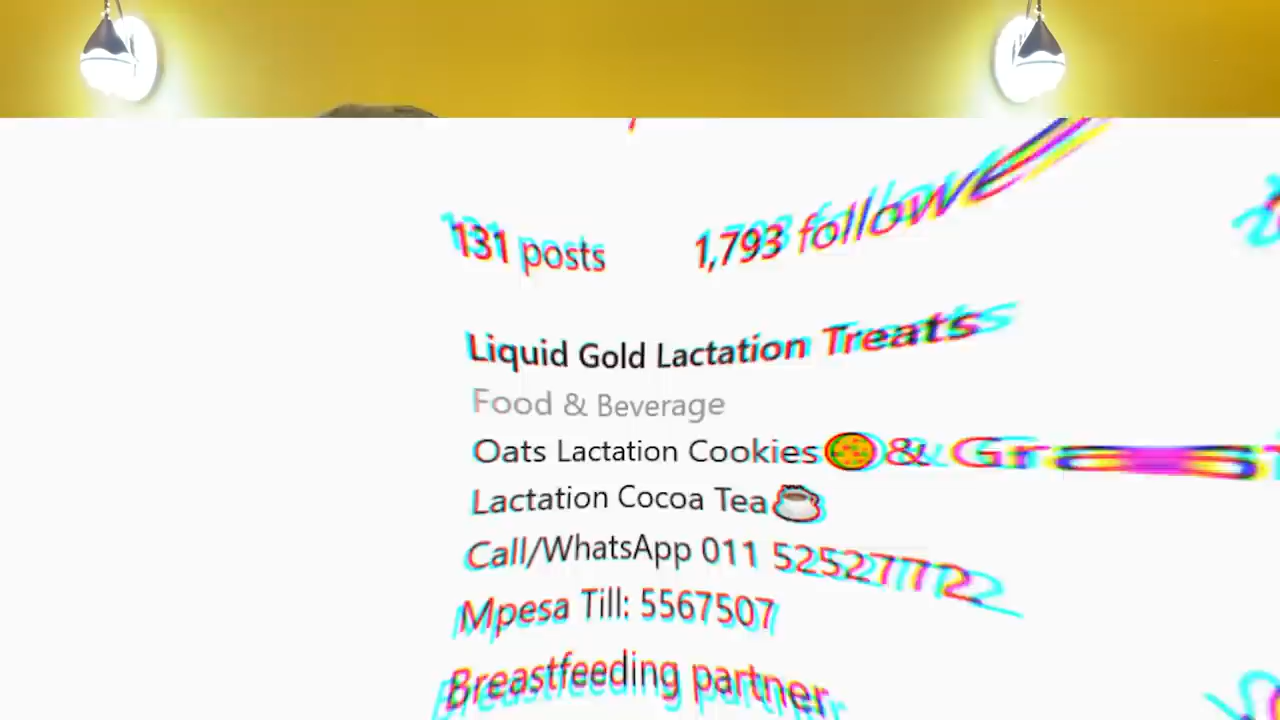 131 posts 1,793 followe
Liquid Gold Lactation Treats
Food & Beverage
Oats Lactation Cookies🍪&
Lactation Cocoa Tea☕
Call/WhatsApp 011
Mpesa Till: 5567507
Breastfeeding partner